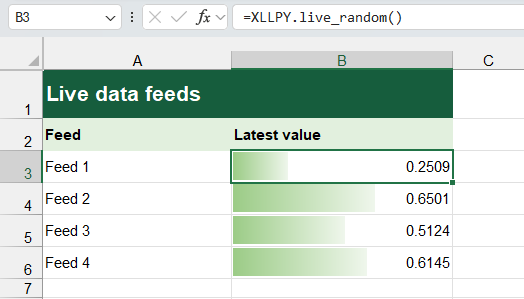 B3 fx =XLLPY.live_random()
A B C
1 Live data feeds
2 Feed Latest value
3 Feed 1 0.2509
4 Feed 2 0.6501
5 Feed 3 0.5124
6 Feed 4 0.6145
7